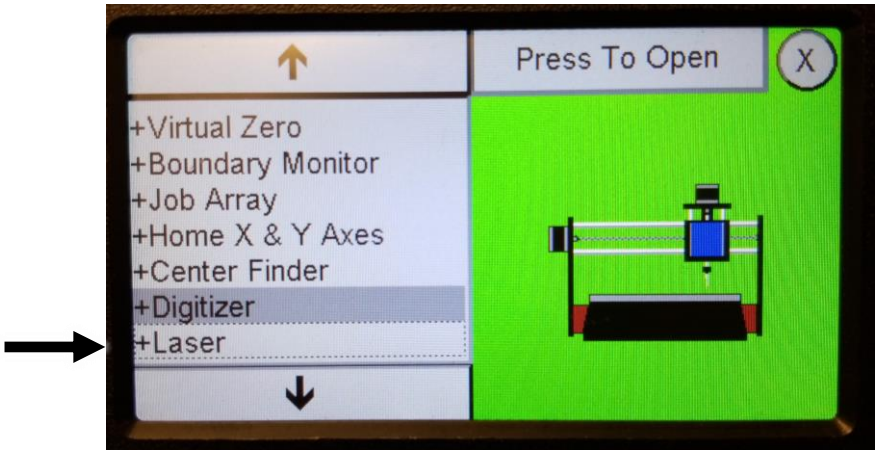 Press To Open
X
+Virtual Zero
+Boundary Monitor
+Job Array
+Home X & Y Axes
+Center Finder
+Digitizer
+Laser